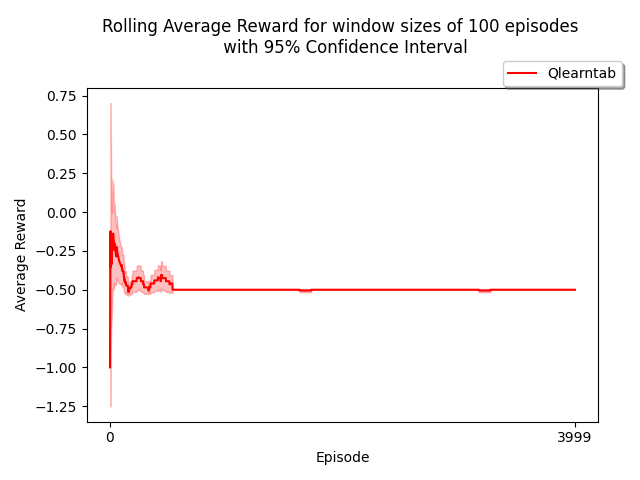 Rolling Average Reward for window sizes of 100 episodes
with 95% Confidence Interval
Qlearntab
0.75
0.50
0.25
0.00
−0.25
−0.50
−0.75
−1.00
−1.25
Average Reward
0
3999
Episode